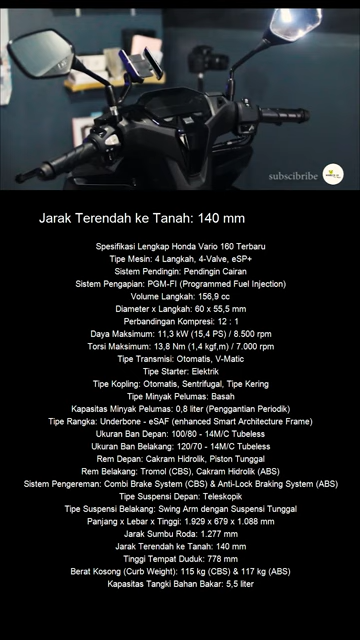 subscibribe
Jarak Terendah ke Tanah: 140 mm
Spesifikasi Lengkap Honda Vario 160 Terbaru
Tipe Mesin: 4 Langkah, 4-Valve, eSP+
Sistem Pendingin: Pendingin Cairan
Sistem Pengapian: PGM-FI (Programmed Fuel Injection)
Volume Langkah: 156,9 cc
Diameter x Langkah: 60 x 55,5 mm
Perbandingan Kompresi: 12 : 1
Daya Maksimum: 11,3 kW (15,4 PS) / 8.500 rpm
Torsi Maksimum: 13,8 Nm (1,4 kgf,m) / 7.000 rpm
Tipe Transmisi: Otomatis, V-Matic
Tipe Starter: Elektrik
Tipe Kopling: Otomatis, Sentrifugal, Tipe Kering
Tipe Minyak Pelumas: Basah
Kapasitas Minyak Pelumas: 0,8 liter (Penggantian Periodik)
Tipe Rangka: Underbone - eSAF (enhanced Smart Architecture Frame)
Ukuran Ban Depan: 100/80 - 14M/C Tubeless
Ukuran Ban Belakang: 120/70 - 14M/C Tubeless
Rem Depan: Cakram Hidrolik, Piston Tunggal
Rem Belakang: Tromol (CBS), Cakram Hidrolik (ABS)
Sistem Pengereman: Combi Brake System (CBS) & Anti-Lock Braking System (ABS)
Tipe Suspensi Depan: Teleskopik
Tipe Suspensi Belakang: Swing Arm dengan Suspensi Tunggal
Panjang x Lebar x Tinggi: 1.929 x 679 x 1.088 mm
Jarak Sumbu Roda: 1.277 mm
Jarak Terendah ke Tanah: 140 mm
Tinggi Tempat Duduk: 778 mm
Berat Kosong (Curb Weight): 115 kg (CBS) & 117 kg (ABS)
Kapasitas Tangki Bahan Bakar: 5,5 liter